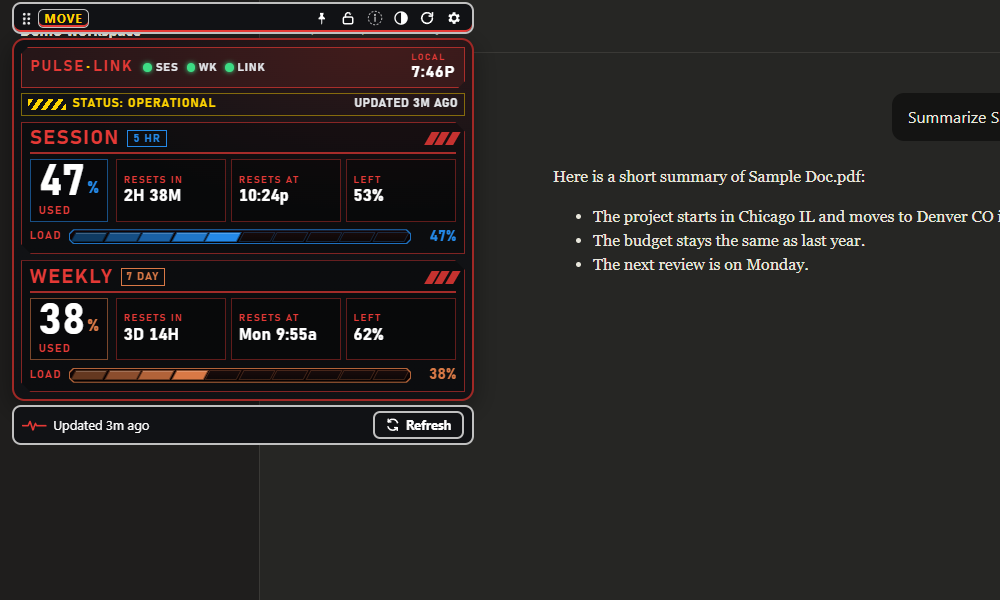 MOVE
PULSE·LINK SES WK LINK
LOCAL
7:46P
STATUS: OPERATIONAL UPDATED 3M AGO
SESSION 5 HR
47% USED
RESETS IN
2H 38M
RESETS AT
10:24p
LEFT
53%
LOAD 47%
WEEKLY 7 DAY
38% USED
RESETS IN
3D 14H
RESETS AT
Mon 9:55a
LEFT
62%
LOAD 38%
Updated 3m ago Refresh
Summarize S
Here is a short summary of Sample Doc.pdf:
• The project starts in Chicago IL and moves to Denver CO i
• The budget stays the same as last year.
• The next review is on Monday.